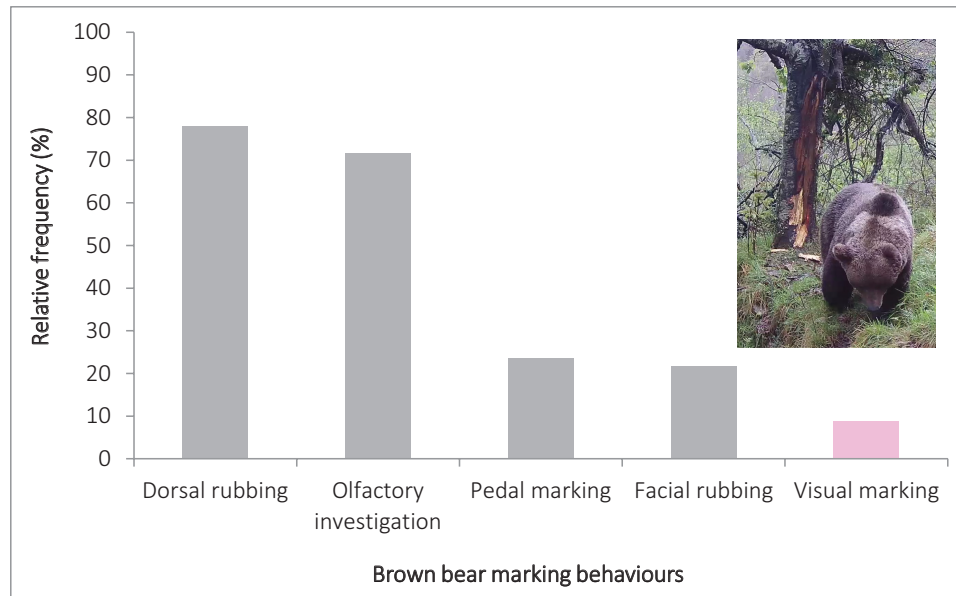 100
90
80
70
60
50
40
30
20
10
0
Relative frequency (%)
Dorsal rubbing
Olfactory
investigation
Pedal marking
Facial rubbing
Visual marking
Brown bear marking behaviours